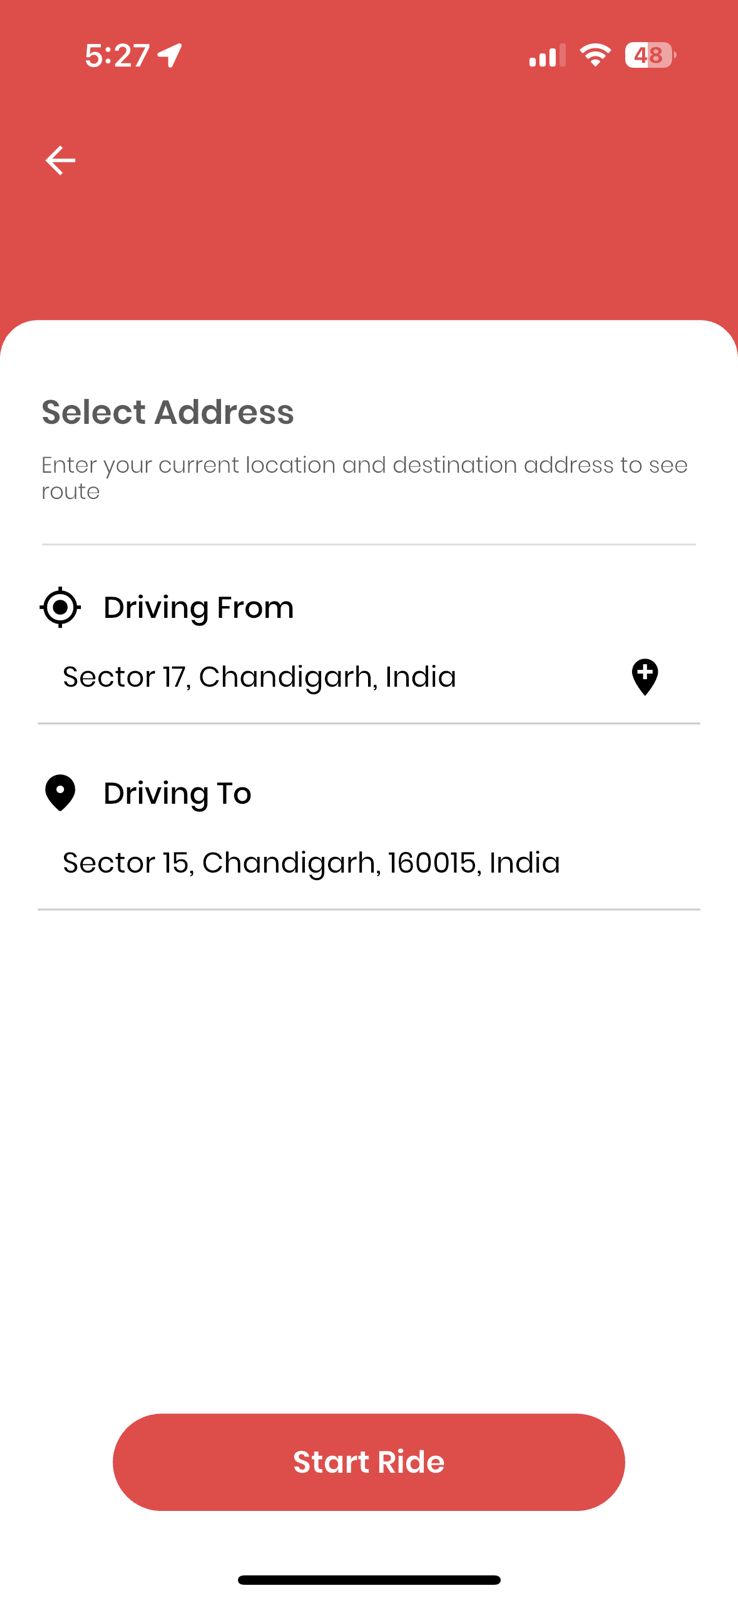 5:27
48
Select Address
Enter your current location and destination address to see
route
Driving From
Sector 17, Chandigarh, India
Driving To
Sector 15, Chandigarh, 160015, India
Start Ride